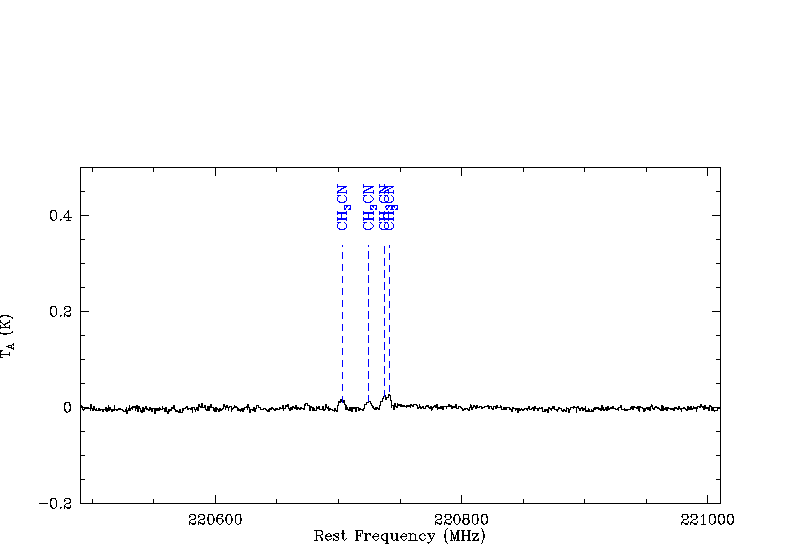 CH3CN CH3CN CH3CN CH3CN
0.4
0.2
0
−0.2
TA (K)
220600 220800 221000
Rest Frequency (MHz)